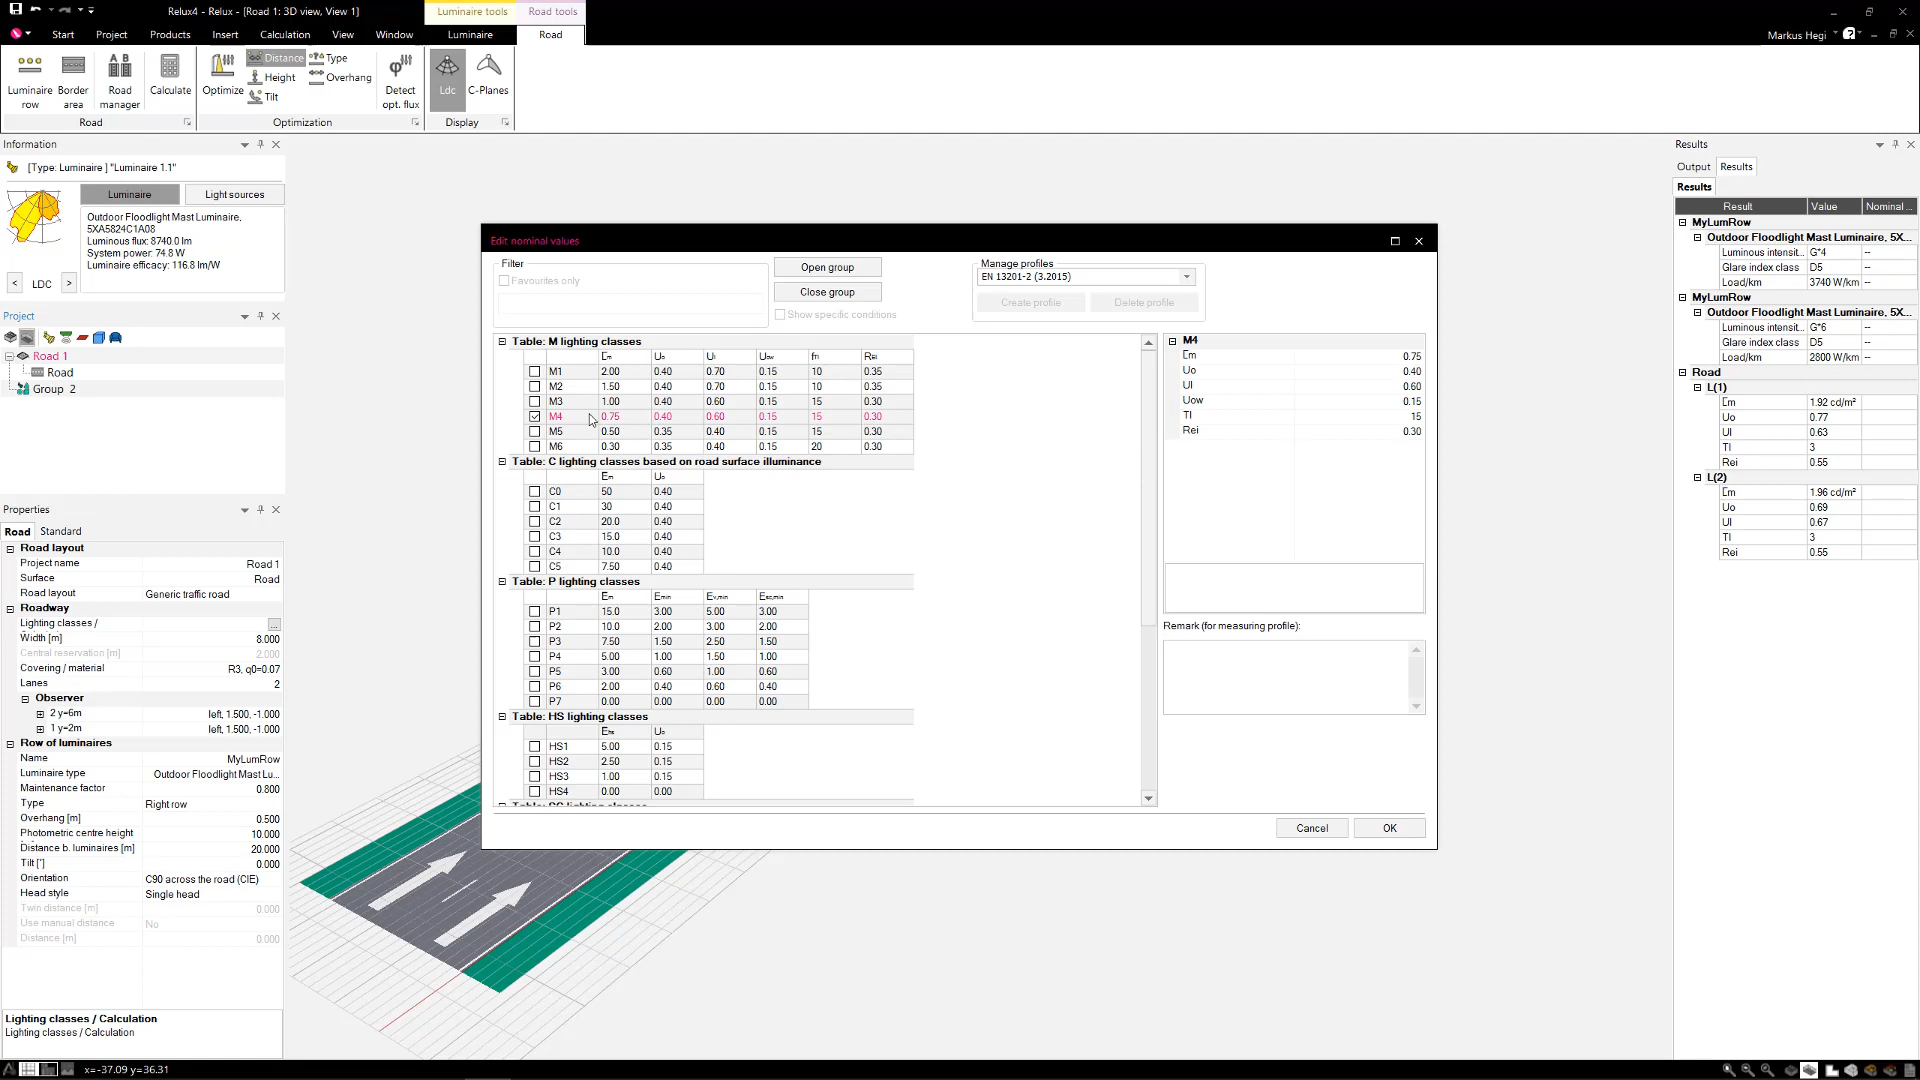 Relux4 - Relux - [Road 1: 3D view, View 1]
Luminaire tools
Road tools
Start
Project
Products
Insert
Calculation
View
Window
Luminaire
Road
Markus Hegi
Luminaire row
Border area
Road manager
Calculate
Optimize
Distance
Height
Tilt
Type
Overhang
Detect opt. flux
Ldc
C-Planes
Road
Optimization
Display
Information
[Type: Luminaire ] "Luminaire 1.1"
Luminaire
Light sources
Outdoor Floodlight Mast Luminaire,
5XA5824C1A08
Luminous flux: 8740.0 lm
System power: 74.8 W
Luminaire efficacy: 116.8 lm/W
< LDC >
Project
Road 1
Road
Group 2
Properties
Road
Standard
Road layout
Project name Road 1
Surface Road
Road layout Generic traffic road
Roadway
Lighting classes / ...
Width [m] 8.000
Central reservation [m] 2.000
Covering / material R3, q0=0.07
Lanes 2
Observer
2 y=6m left, 1.500, -1.000
1 y=2m left, 1.500, -1.000
Row of luminaires
Name MyLumRow
Luminaire type Outdoor Floodlight Mast Lu...
Maintenance factor 0.800
Type Right row
Overhang [m] 0.500
Photometric centre height 10.000
Distance b. luminaires [m] 20.000
Tilt [°] 0.000
Orientation C90 across the road (CIE)
Head style Single head
Twin distance [m] 0.000
Use manual distance No
Distance [m] 0.000
Lighting classes / Calculation
Lighting classes / Calculation
x=-37.09 y=36.31
Edit nominal values
Filter
Favourites only
Open group
Close group
Show specific conditions
Manage profiles
EN 13201-2 (3.2015)
Create profile
Delete profile
Table: M lighting classes
Em Uo Ul Uow fTI REI
M1 2.00 0.40 0.70 0.15 10 0.35
M2 1.50 0.40 0.70 0.15 10 0.35
M3 1.00 0.40 0.60 0.15 15 0.30
M4 0.75 0.40 0.60 0.15 15 0.30
M5 0.50 0.35 0.40 0.15 15 0.30
M6 0.30 0.35 0.40 0.15 20 0.30
Table: C lighting classes based on road surface illuminance
Em Uo
C0 50 0.40
C1 30 0.40
C2 20.0 0.40
C3 15.0 0.40
C4 10.0 0.40
C5 7.50 0.40
Table: P lighting classes
Em Emin Ev,min Esc,min
P1 15.0 3.00 5.00 3.00
P2 10.0 2.00 3.00 2.00
P3 7.50 1.50 2.50 1.50
P4 5.00 1.00 1.50 1.00
P5 3.00 0.60 1.00 0.60
P6 2.00 0.40 0.60 0.40
P7 0.00 0.00 0.00 0.00
Table: HS lighting classes
Ehs Uo
HS1 5.00 0.15
HS2 2.50 0.15
HS3 1.00 0.15
HS4 0.00 0.00
M4
Em 0.75
Uo 0.40
Ul 0.60
Uow 0.15
TI 15
Rei 0.30
Remark (for measuring profile):
Cancel
OK
Results
Output
Results
Results
Result Value Nominal ...
MyLumRow
Outdoor Floodlight Mast Luminaire, 5X...
Luminous intensit... G*4 --
Glare index class D5 --
Load/km 3740 W/km --
MyLumRow
Outdoor Floodlight Mast Luminaire, 5X...
Luminous intensit... G*6 --
Glare index class D5 --
Load/km 2800 W/km --
Road
L(1)
Em 1.92 cd/m²
Uo 0.77
Ul 0.63
TI 3
Rei 0.55
L(2)
Em 1.96 cd/m²
Uo 0.69
Ul 0.67
TI 3
Rei 0.55